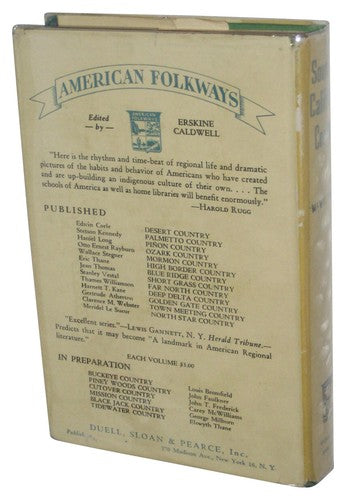 AMERICAN FOLKWAYS
Edited —by— ERSKINE CALDWELL
AMERICAN FOLKWAYS
"Here is the rhythm and time-beat of regional life and dramatic
pictures of the habits and behavior of Americans who have created
and are up-building an indigenous culture of their own. . . . The
schools of America as well as home libraries will benefit enormously."
—HAROLD RUGG
PUBLISHED
Edwin Corle DESERT COUNTRY
Stetson Kennedy PALMETTO COUNTRY
Haniel Long PIÑON COUNTRY
Otto Ernest Rayburn OZARK COUNTRY
Wallace Stegner MORMON COUNTRY
Eric Thane HIGH BORDER COUNTRY
Jean Thomas BLUE RIDGE COUNTRY
Stanley Vestal SHORT GRASS COUNTRY
Thames Williamson FAR NORTH COUNTRY
Harnett T. Kane DEEP DELTA COUNTRY
Gertrude Atherton GOLDEN GATE COUNTRY
Clarence M. Webster TOWN MEETING COUNTRY
Meridel Le Sueur NORTH STAR COUNTRY
"Excellent series."—LEWIS GANNETT, N. Y. Herald Tribune.—
Predicts that it may become "A landmark in American Regional
literature."
EACH VOLUME $3.00
IN PREPARATION
BUCKEYE COUNTRY Louis Bromfield
PINEY WOODS COUNTRY John Faulkner
CUTOVER COUNTRY John T. Frederick
MISSION COUNTRY Carey McWilliams
BLACK JACK COUNTRY George Milburn
TIDEWATER COUNTRY Elswyth Thane
DUELL, SLOAN & PEARCE, Inc.
270 Madison Ave., New York 16, N. Y.